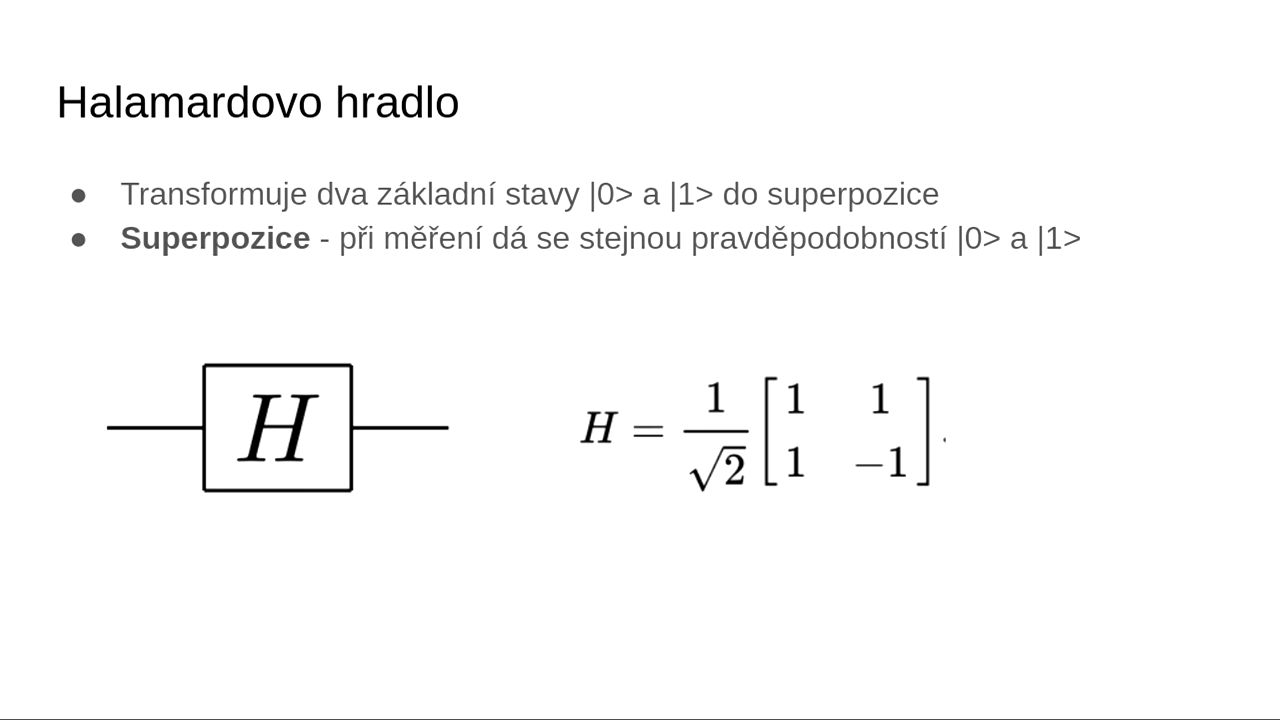 Halamardovo hradlo
● Transformuje dva základní stavy |0> a |1> do superpozice
● Superpozice - při měření dá se stejnou pravděpodobností |0> a |1>
H
H = 1/√2 [1 1
1 −1].